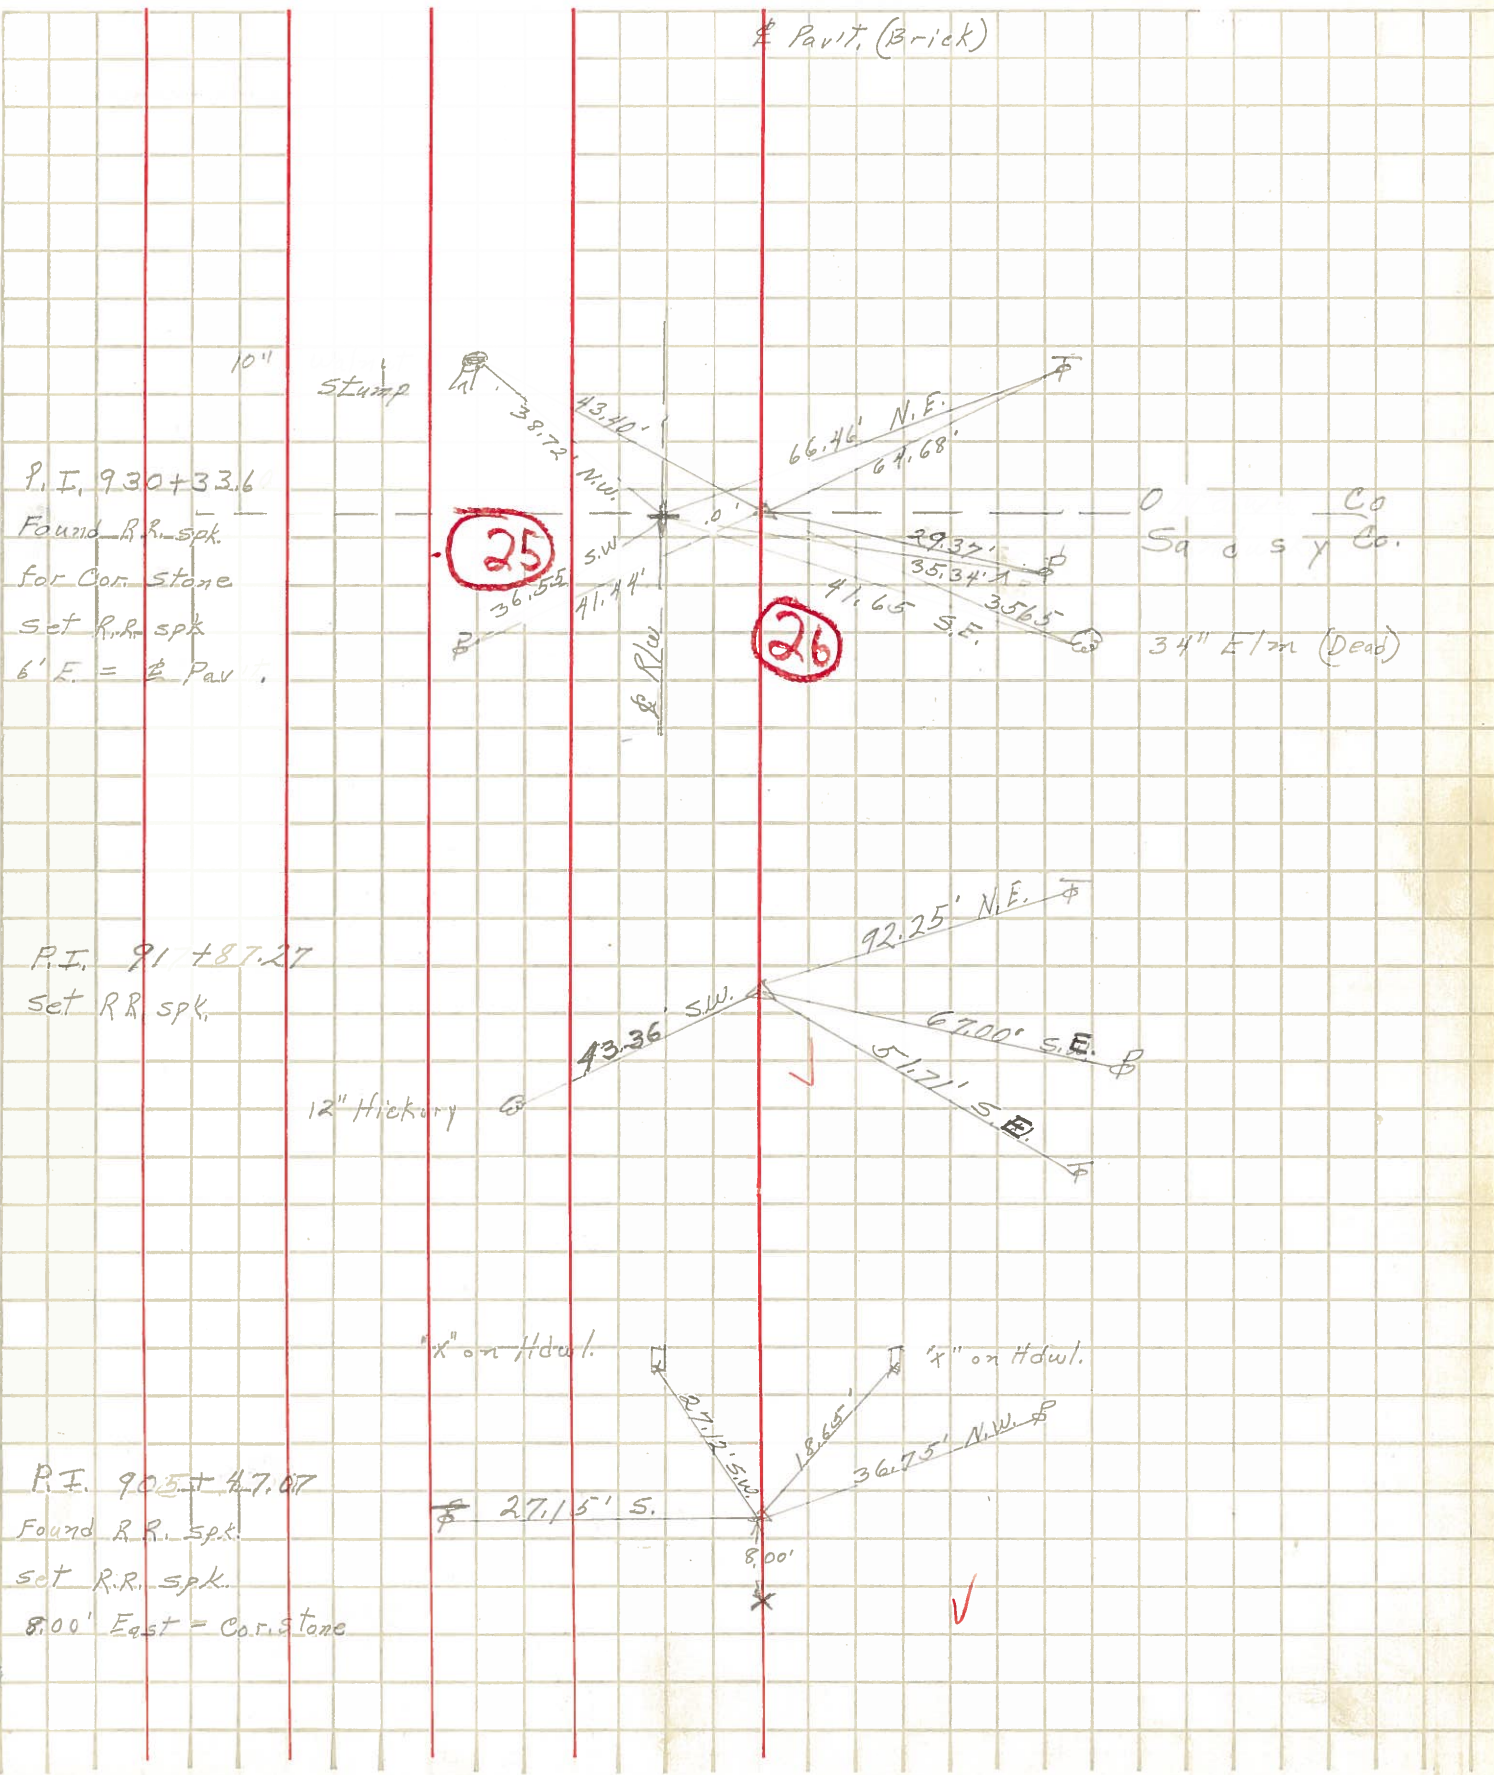 ⅊ Pav't. (Brick)
10"
Stump
43.40'
38.72' N.W.
66.46' N.E.
64.68'
P.I. 930+33.6
Found R.R. spk.
for Cor. stone
set R.R. spk
6' E. = ⅊ Pav .
25
26
.0'
S.W
36.55
41.44'
29.37'
35.34'
41.65
S.E.
35.65
O Co
Sa d s y Co.
34" Elm (Dead)
⅊ R/W
92.25' N.E.
P.I. 91 +87.27
set RR spk.
43.36' S.W.
67.00' S.E.
51.71' S.E.
12" Hickory
"X" on Hdwl.
"X" on Hdwl.
27.12' S.W.
18.65'
36.75' N.W.
P.I. 905+47.07
Found R.R. spk.
set R.R. spk.
8.00' East = Cor. stone
27.15' S.
8.00'